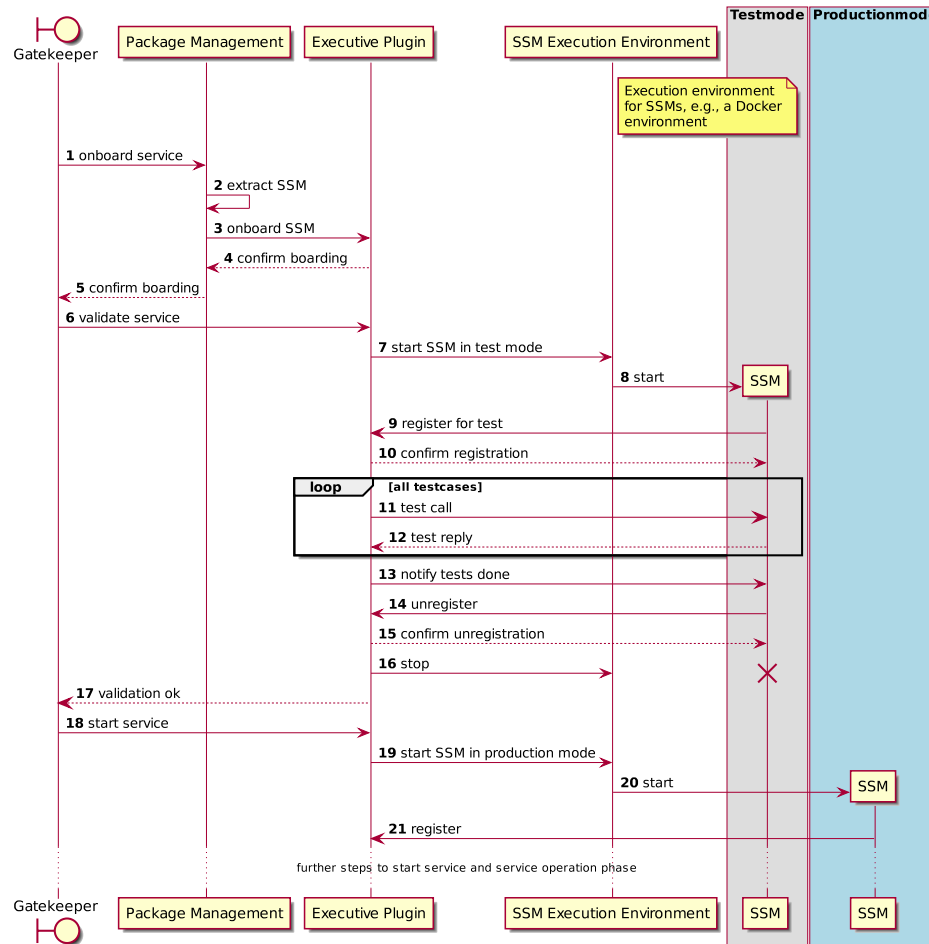 Testmode
Productionmod
Gatekeeper
Package Management
Executive Plugin
SSM Execution Environment
Execution environment
for SSMs, e.g., a Docker
environment
1 onboard service
2 extract SSM
3 onboard SSM
4 confirm boarding
5 confirm boarding
6 validate service
7 start SSM in test mode
8 start
SSM
9 register for test
10 confirm registration
loop
[all testcases]
11 test call
12 test reply
13 notify tests done
14 unregister
15 confirm unregistration
16 stop
17 validation ok
18 start service
19 start SSM in production mode
20 start
SSM
21 register
further steps to start service and service operation phase
Gatekeeper
Package Management
Executive Plugin
SSM Execution Environment
SSM
SSM